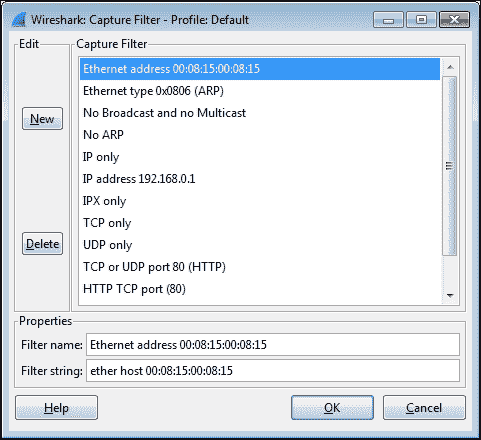 Wireshark: Capture Filter - Profile: Default
Edit
Capture Filter
New
Delete
Ethernet address 00:08:15:00:08:15
Ethernet type 0x0806 (ARP)
No Broadcast and no Multicast
No ARP
IP only
IP address 192.168.0.1
IPX only
TCP only
UDP only
TCP or UDP port 80 (HTTP)
HTTP TCP port (80)
Properties
Filter name: Ethernet address 00:08:15:00:08:15
Filter string: ether host 00:08:15:00:08:15
Help OK Cancel